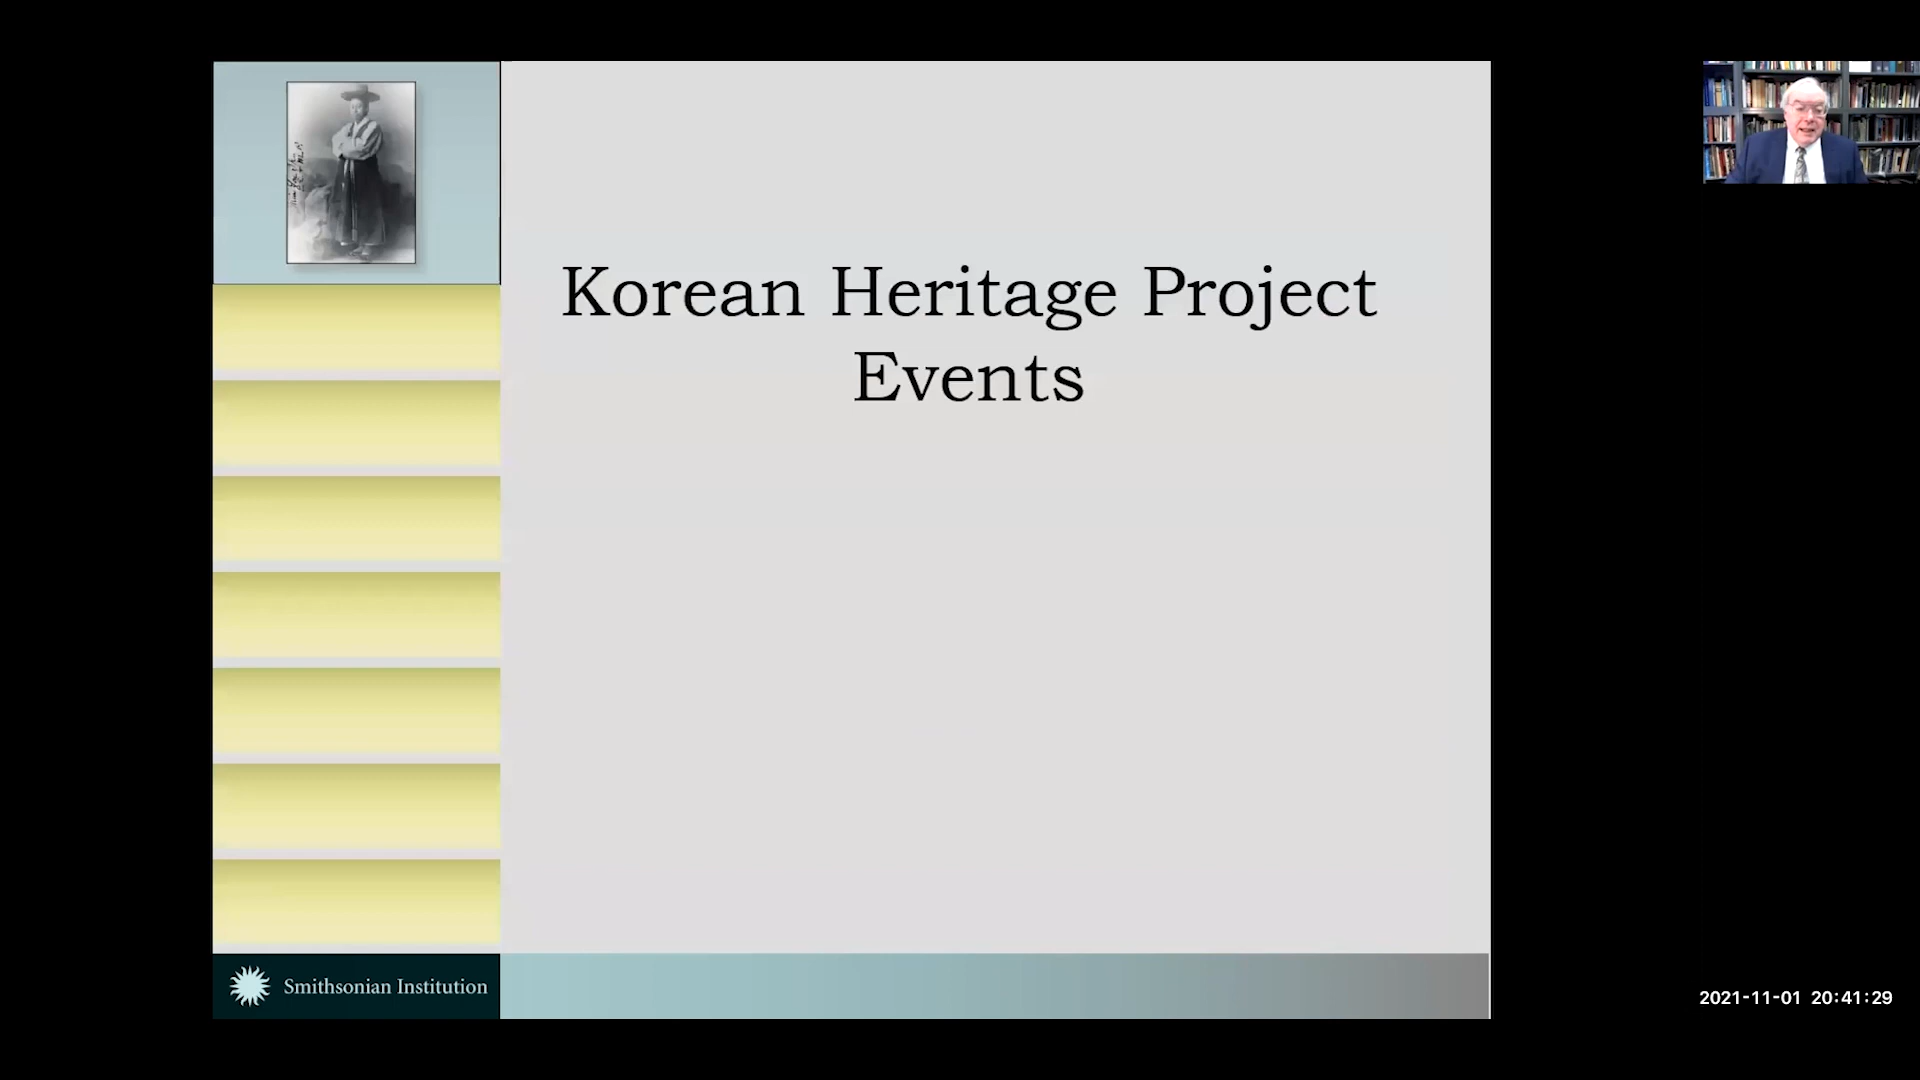 Korean Heritage Project
Events
Smithsonian Institution
2021-11-01 20:41:29